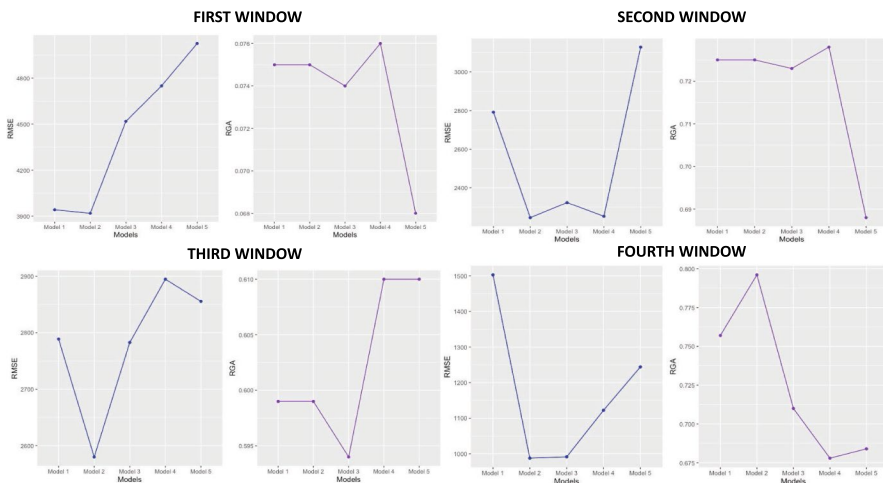 FIRST WINDOW
RMSE
4800
4500
4200
3900
Model 1 Model 2 Model 3 Model 4 Model 5
Models
RGA
0.076
0.074
0.072
0.070
0.068
Model 1 Model 2 Model 3 Model 4 Model 5
Models
SECOND WINDOW
RMSE
3000
2800
2600
2400
Model 1 Model 2 Model 3 Model 4 Model 5
Models
RGA
0.72
0.71
0.70
0.69
Model 1 Model 2 Model 3 Model 4 Model 5
Models
THIRD WINDOW
RMSE
2900
2800
2700
2600
Model 1 Model 2 Model 3 Model 4 Model 5
Models
RGA
0.610
0.605
0.600
0.595
Model 1 Model 2 Model 3 Model 4 Model 5
Models
FOURTH WINDOW
RMSE
1500
1400
1300
1200
1100
1000
Model 1 Model 2 Model 3 Model 4 Model 5
Models
RGA
0.800
0.775
0.750
0.725
0.700
0.675
Model 1 Model 2 Model 3 Model 4 Model 5
Models